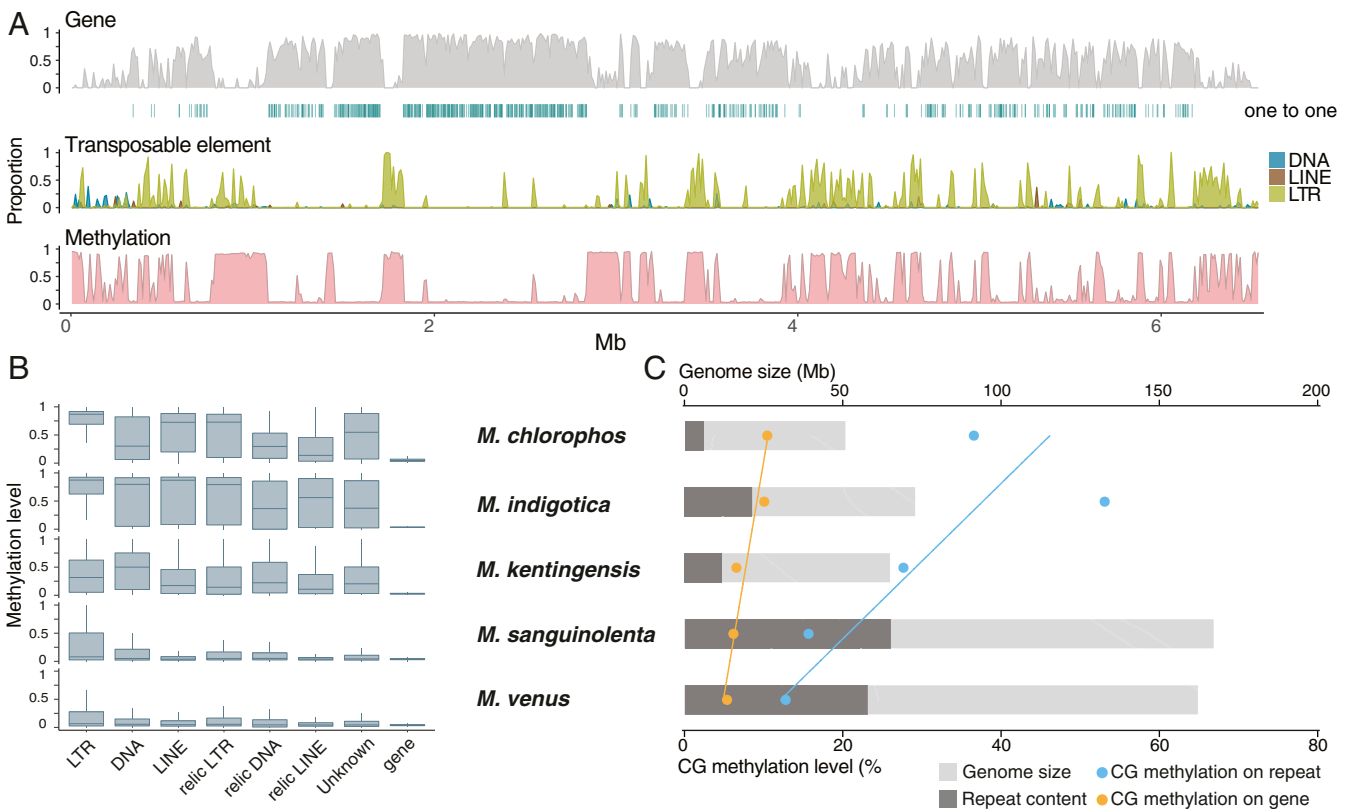 A
Gene
1
0.5
0
one to one
Transposable element
1
0.5
0
DNA
LINE
LTR
Proportion
Methylation
1
0.5
0
0 2 4 6
Mb
B
Methylation level
1
0.5
0
1
0.5
0
1
0.5
0
1
0.5
0
1
0.5
0
LTR DNA LINE relic LTR relic DNA relic LINE Unknown gene
C
Genome size (Mb)
0 50 100 150 200
M. chlorophos
M. indigotica
M. kentingensis
M. sanguinolenta
M. venus
0 20 40 60 80
CG methylation level (%
Genome size
CG methylation on repeat
Repeat content
CG methylation on gene